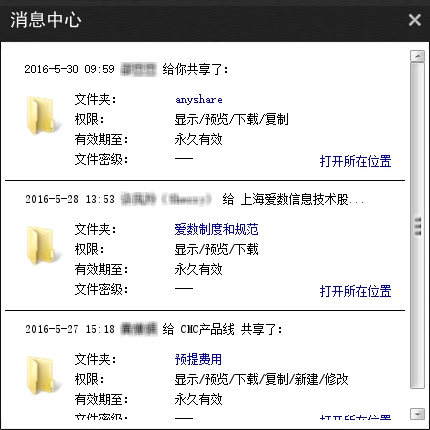 消息中心
2016-5-30 09:59 给你共享了：
文件夹： anyshare
权限： 显示/预览/下载/复制
有效期至： 永久有效
文件密级： ---
打开所在位置
2016-5-28 13:53 给 上海爱数信息技术股...
文件夹： 爱数制度和规范
权限： 显示/预览/下载
有效期至： 永久有效
文件密级： ---
打开所在位置
2016-5-27 15:18 给 CMC产品线 共享了：
文件夹： 预提费用
权限： 显示/预览/下载/复制/新建/修改
有效期至： 永久有效
文件密级： ---
打开所在位置